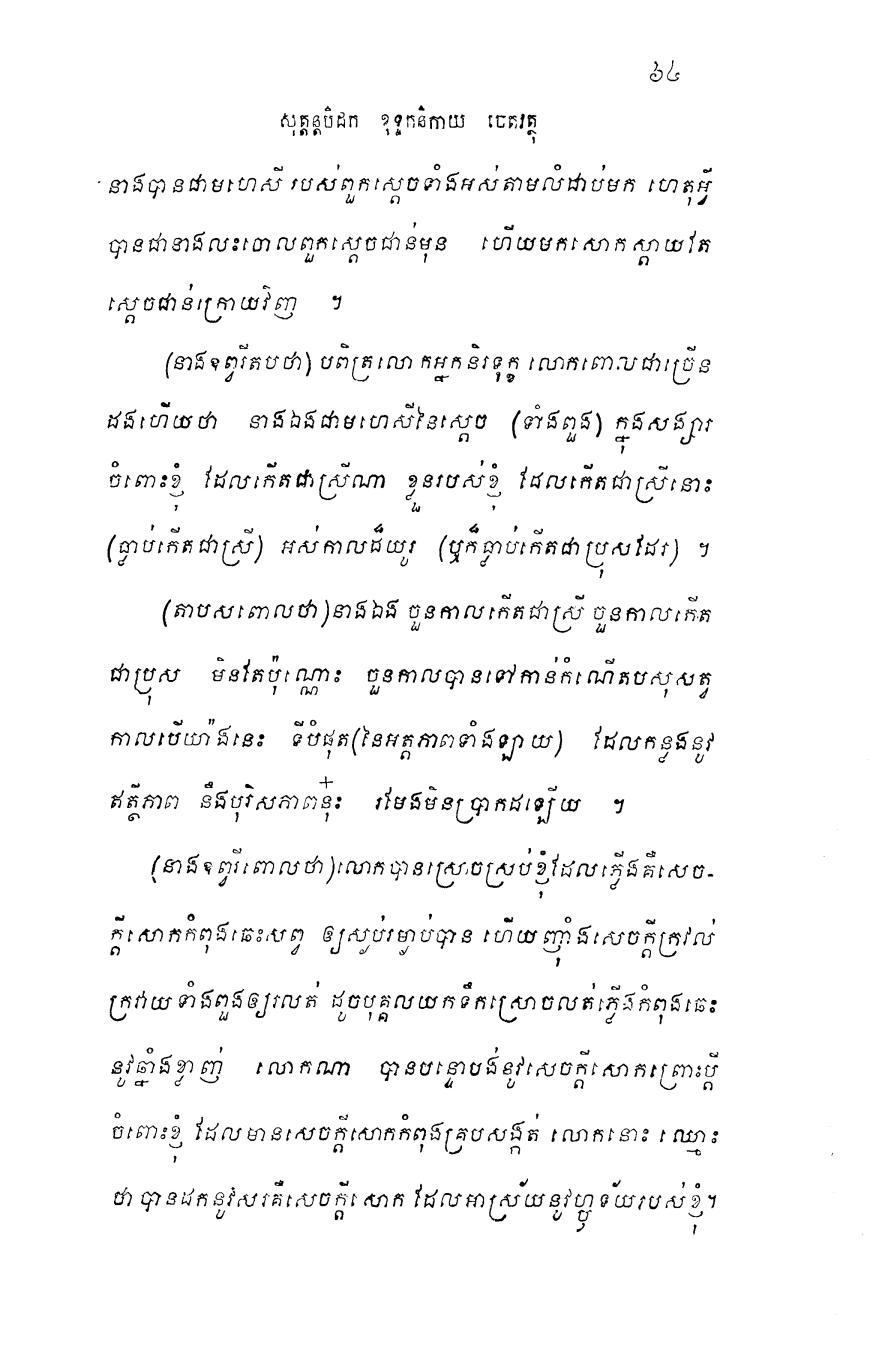 ៦៤
សុត្តន្តបិដក ខុទ្ទកនិកាយ បេតវត្ថុ
នាងបានជាមហេសី របស់ពួកស្តេចទាំងអស់តាមលំដាប់មក ហេតុអ្វី
បានជានាងលះចោលពួកស្តេចជាន់មុន ហើយមកសោកស្តាយតែ
ស្តេចជាន់ក្រោយវិញ ។
(នាងឧព្វរីតបថា) បពិត្រលោកអ្នកនិរទុក្ខ លោកពោលជាច្រើន
ដងហើយថា នាងឯងជាមហេសីនៃស្តេច (ទាំងពួង) ក្នុងសង្សារ
ចំពោះខ្ញុំ ដែលកើតជាស្រីណា ខ្លួនរបស់ខ្ញុំ ដែលកើតជាស្រីនោះ
(ធ្លាប់កើតជាស្រី) អស់កាលដ៏យូរ (ឬក៏ធ្លាប់កើតជាប្រុសដែរ) ។
(តាបសពោលថា) នាងឯង ចួនកាលកើតជាស្រី ចួនកាលកើត
ជាប្រុស មិនតែប៉ុណ្ណោះ ចួនកាលបានទៅកាន់កំណើតបសុសត្វ
កាលបើយ៉ាងនេះ ទីបំផុត(នៃអត្តភាពទាំងឡាយ) ដែលកន្លងនូវ
ឥត្ថីភាព នឹងបុរិសភាពនុ៎ះ រមែងមិនប្រាកដឡើយ ។
(នាងឧព្វរីពោលថា)លោកបានស្រោចស្រប់ខ្ញុំដែលភ្លើងគឺសេច-
ក្តីសោកកំពុងឆេះសព្វ ឲ្យស្ងប់រម្ងាប់បាន ហើយញ៉ាំងសេចក្តីក្រវល់
ក្រវាយទាំងពួងឲ្យរលត់ ដូចបុគ្គលយកទឹកស្រោចលត់ភ្លើងកំពុងឆេះ
នូវឆ្នាំងខ្លាញ់ លោកណា បានបន្ទោបង់នូវសេចក្តីសោកព្រោះប្តី
ចំពោះខ្ញុំ ដែលមានសេចក្តីសោកកំពុងគ្របសង្កត់ លោកនោះ ឈ្មោះ
ថា បានដកនូវសរគឺសេចក្តីសោក ដែលអាស្រ័យនូវហ្ឫទ័យរបស់ខ្ញុំ។